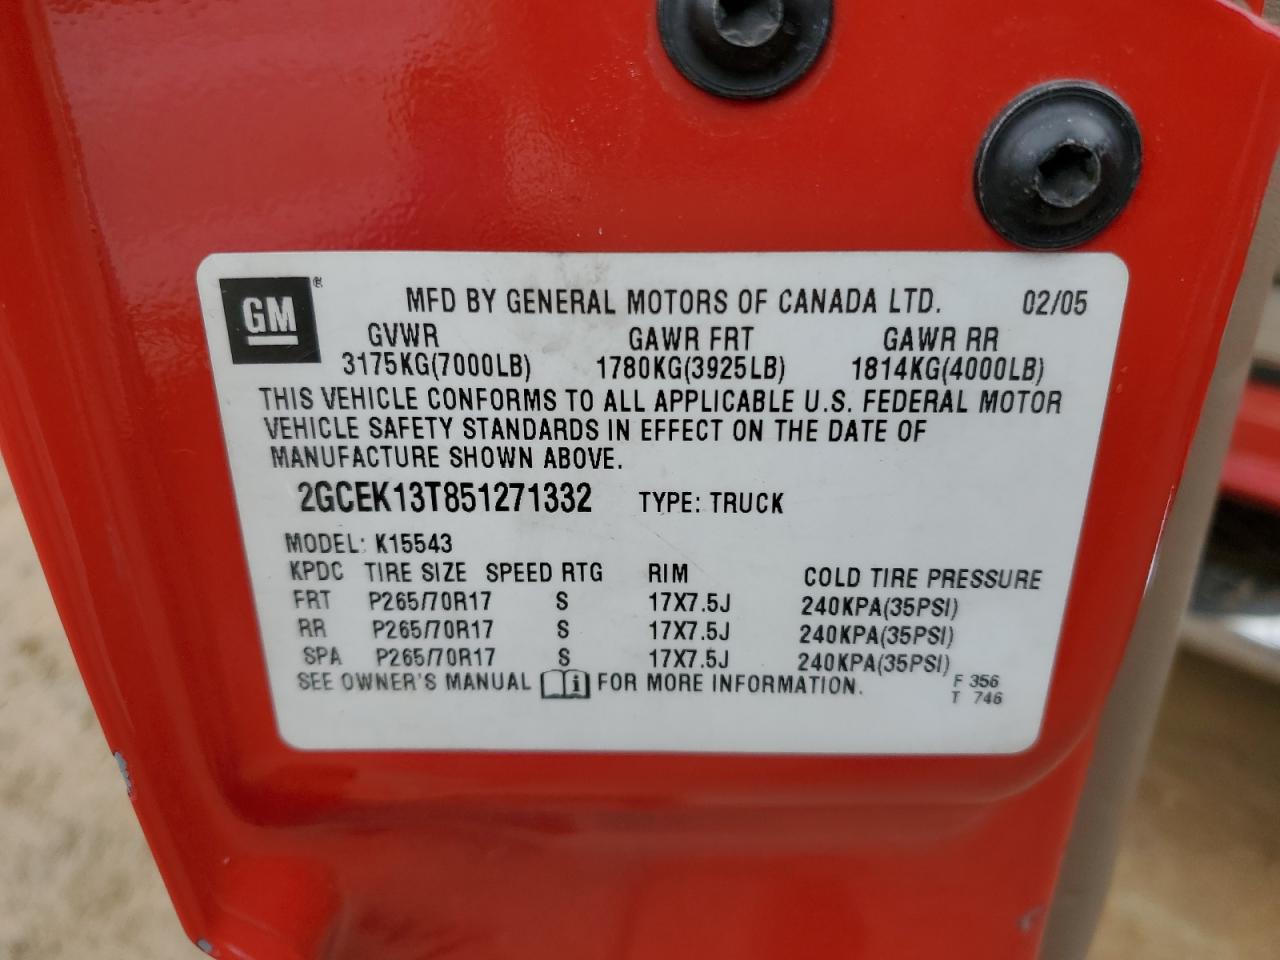 GM®
MFD BY GENERAL MOTORS OF CANADA LTD. 02/05
GVWR GAWR FRT GAWR RR
3175KG(7000LB) 1780KG(3925LB) 1814KG(4000LB)
THIS VEHICLE CONFORMS TO ALL APPLICABLE U.S. FEDERAL MOTOR
VEHICLE SAFETY STANDARDS IN EFFECT ON THE DATE OF
MANUFACTURE SHOWN ABOVE.
2GCEK13T851271332 TYPE: TRUCK
MODEL: K15543
KPDC TIRE SIZE SPEED RTG RIM COLD TIRE PRESSURE
FRT P265/70R17 S 17X7.5J 240KPA(35PSI)
RR P265/70R17 S 17X7.5J 240KPA(35PSI)
SPA P265/70R17 S 17X7.5J 240KPA(35PSI)
SEE OWNER'S MANUAL i FOR MORE INFORMATION. F 356
T 746